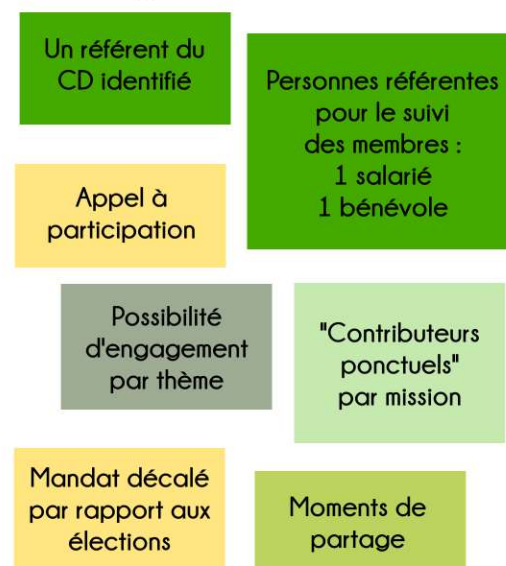 Un référent du
CD identifié
Personnes référentes
pour le suivi
des membres :
1 salarié
1 bénévole
Appel à
participation
Possibilité
d'engagement
par thème
"Contributeurs
ponctuels"
par mission
Mandat décalé
par rapport aux
élections
Moments de
partage